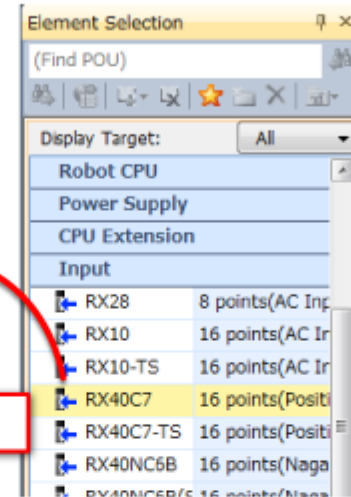 Element Selection
(Find POU)
Display Target: All
Robot CPU
Power Supply
CPU Extension
Input
RX28 8 points(AC Inp
RX10 16 points(AC Ir
RX10-TS 16 points(AC Ir
RX40C7 16 points(Positi
RX40C7-TS 16 points(Positi
RX40NC6B 16 points(Nega